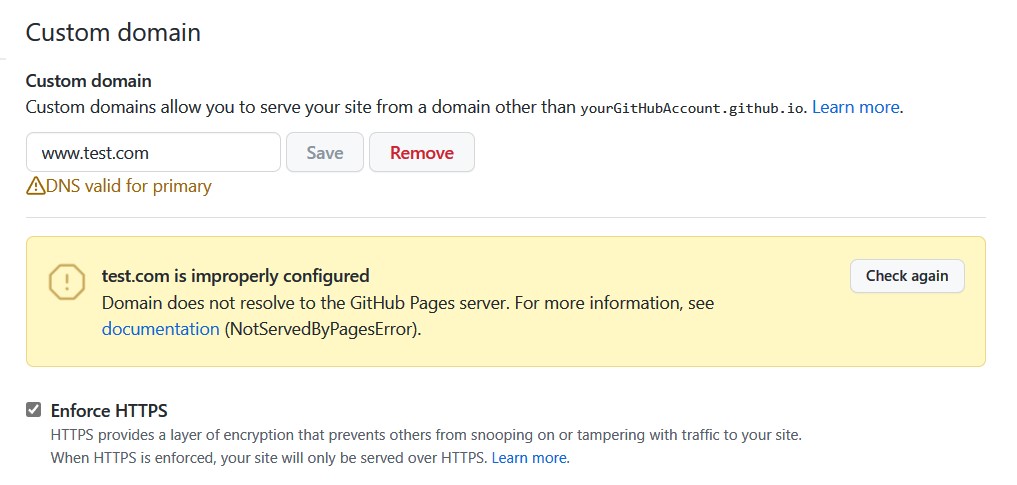 Custom domain
Custom domain
Custom domains allow you to serve your site from a domain other than yourGitHubAccount.github.io. Learn more.
www.test.com Save Remove
DNS valid for primary
test.com is improperly configured Check again
Domain does not resolve to the GitHub Pages server. For more information, see
documentation (NotServedByPagesError).
Enforce HTTPS
HTTPS provides a layer of encryption that prevents others from snooping on or tampering with traffic to your site.
When HTTPS is enforced, your site will only be served over HTTPS. Learn more.